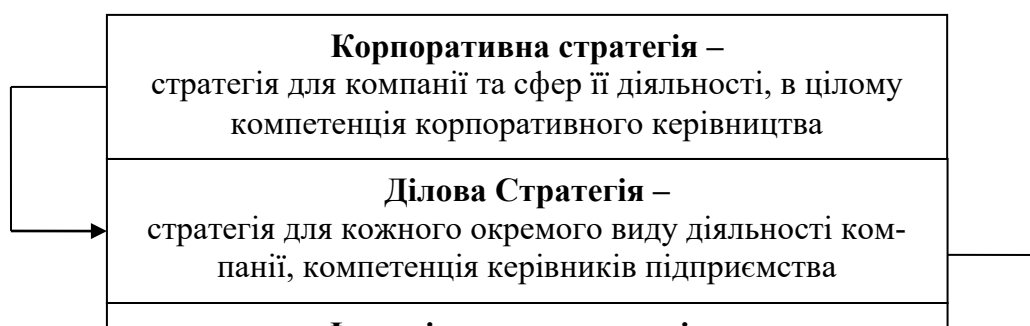 Корпоративна стратегія –
стратегія для компанії та сфер її діяльності, в цілому
компетенція корпоративного керівництва
Ділова Стратегія –
стратегія для кожного окремого виду діяльності ком-
панії, компетенція керівників підприємства